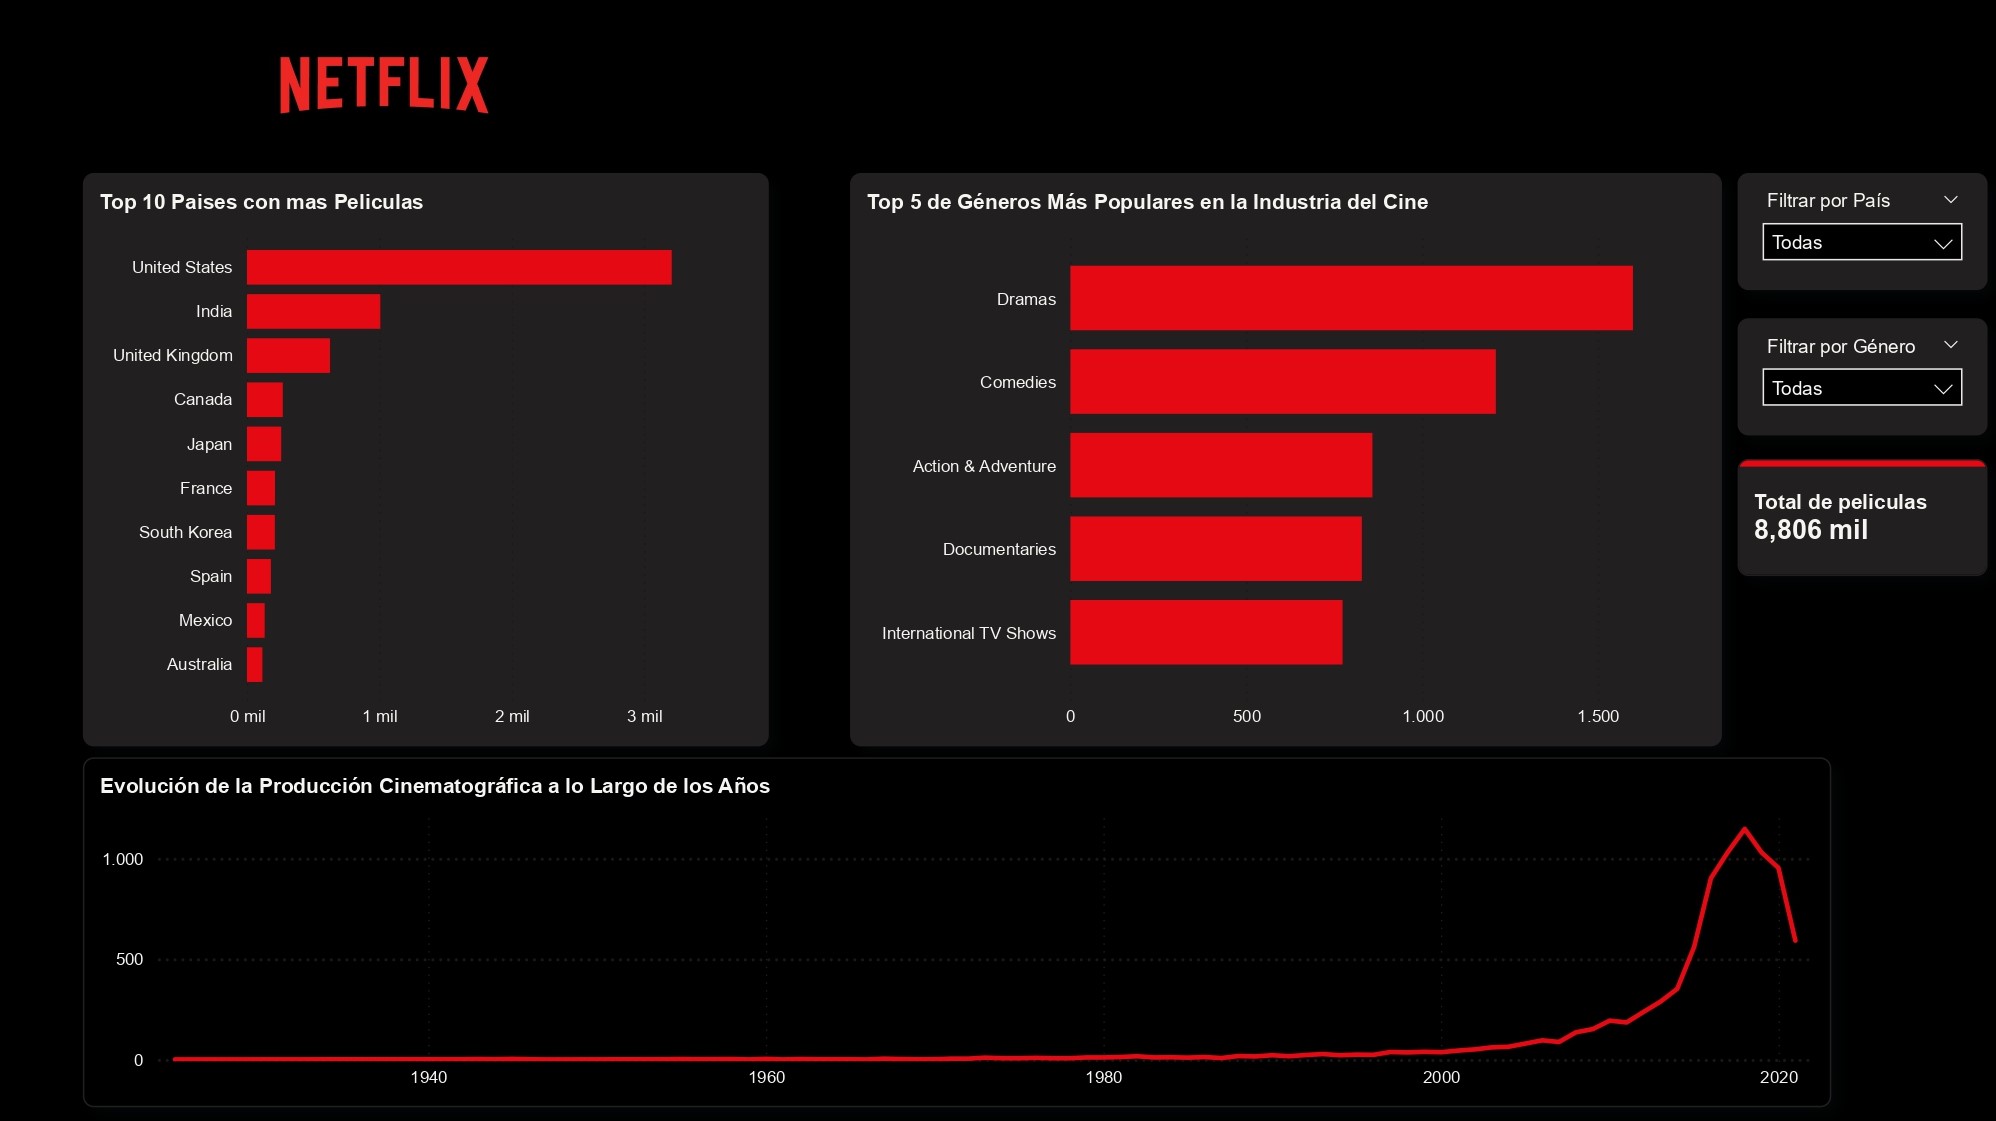 NETFLIX
Top 10 Paises con mas Peliculas
United States
India
United Kingdom
Canada
Japan
France
South Korea
Spain
Mexico
Australia
0 mil 1 mil 2 mil 3 mil
Top 5 de Géneros Más Populares en la Industria del Cine
Dramas
Comedies
Action & Adventure
Documentaries
International TV Shows
0 500 1.000 1.500
Filtrar por País
Todas
Filtrar por Género
Todas
Total de peliculas
8,806 mil
Evolución de la Producción Cinematográfica a lo Largo de los Años
1.000
500
0
1940 1960 1980 2000 2020